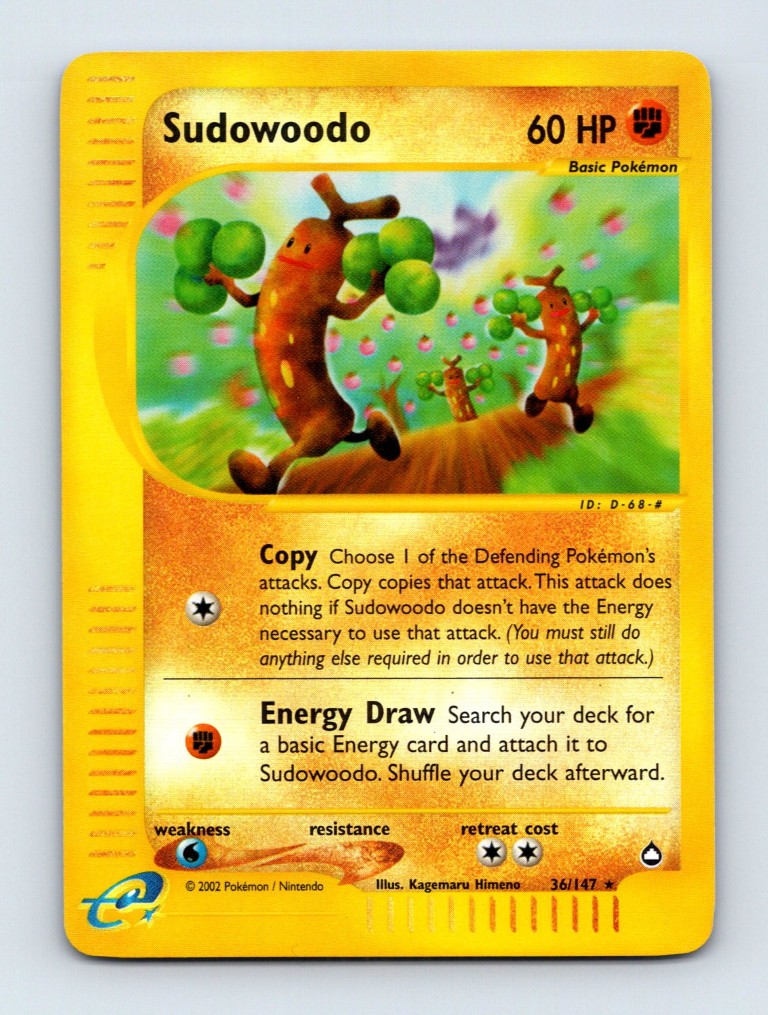 Sudowoodo
60 HP
Basic Pokémon
ID: D-68-#
Copy Choose 1 of the Defending Pokémon's
attacks. Copy copies that attack. This attack does
nothing if Sudowoodo doesn't have the Energy
necessary to use that attack. (You must still do
anything else required in order to use that attack.)
Energy Draw Search your deck for
a basic Energy card and attach it to
Sudowoodo. Shuffle your deck afterward.
weakness resistance retreat cost
© 2002 Pokémon / Nintendo Illus. Kagemaru Himeno 36/147 ★
e